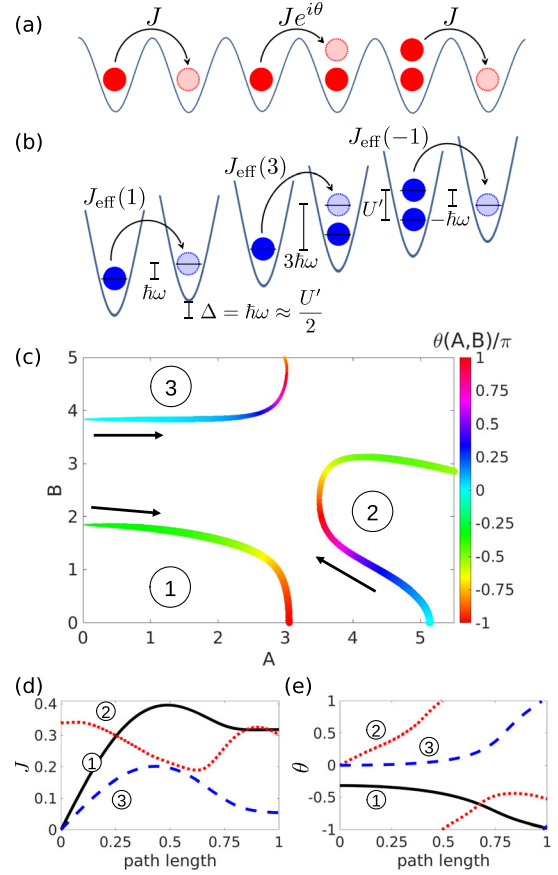 (a)
J
Je^{iθ}
J
(b)
J_eff(1)
J_eff(3)
J_eff(−1)
ħω
3ħω
U′
−ħω
Δ = ħω ≈ U′/2
(c)
θ(A,B)/π
5
4
3
2
1
0
B
0
1
2
3
4
5
A
3
2
1
1
0.75
0.5
0.25
0
-0.25
-0.5
-0.75
-1
(d)
0.4
0.3
0.2
0.1
0
J
0
0.25
0.5
0.75
1
path length
2
1
3
(e)
1
0.5
0
-0.5
-1
θ
0
0.25
0.5
0.75
1
path length
2
3
1